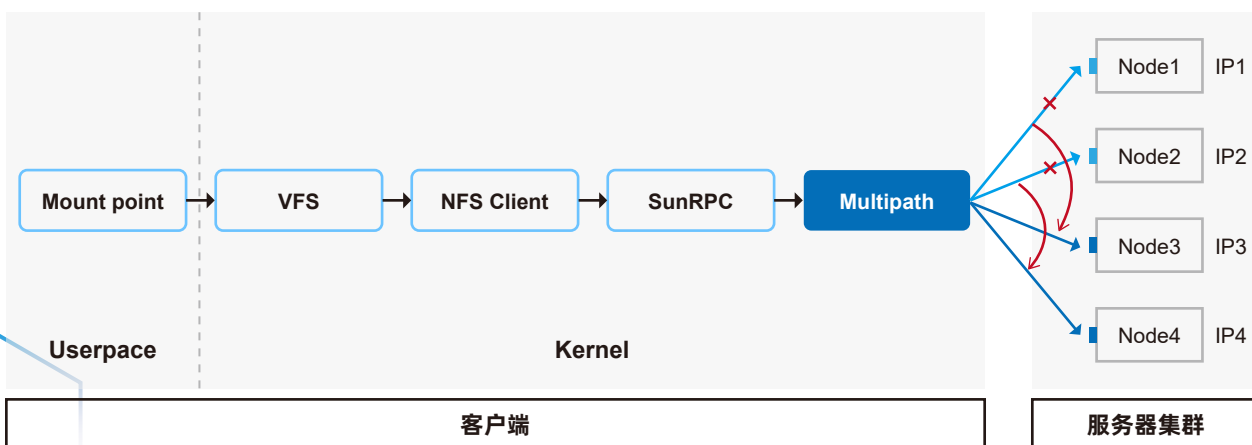 Node1 IP1
Node2 IP2
Mount point VFS NFS Client SunRPC Multipath
Node3 IP3
Node4 IP4
Userpace Kernel
客户端 服务器集群